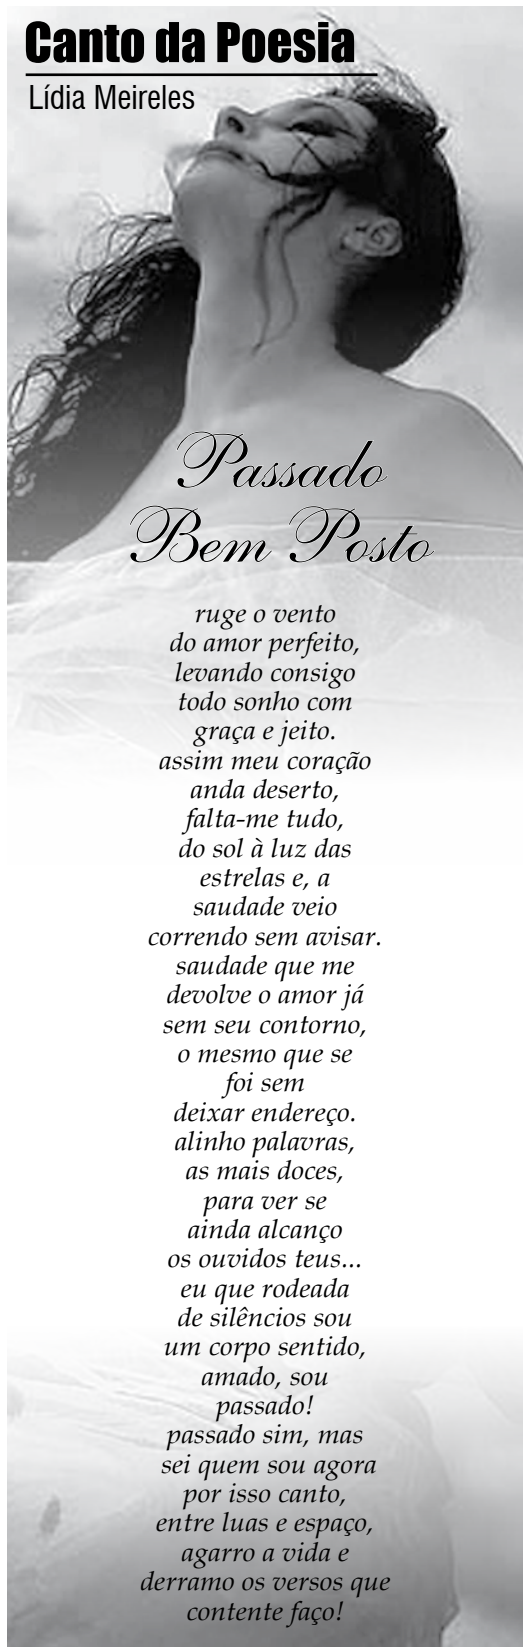 Canto da Poesia
Lídia Meireles
Passado
Bem Posto
ruge o vento
do amor perfeito,
levando consigo
todo sonho com
graça e jeito.
assim meu coração
anda deserto,
falta-me tudo,
do sol à luz das
estrelas e, a
saudade veio
correndo sem avisar.
saudade que me
devolve o amor já
sem seu contorno,
o mesmo que se
foi sem
deixar endereço.
alinho palavras,
as mais doces,
para ver se
ainda alcanço
os ouvidos teus...
eu que rodeada
de silêncios sou
um corpo sentido,
amado, sou
passado!
passado sim, mas
sei quem sou agora
por isso canto,
entre luas e espaço,
agarro a vida e
derramo os versos que
contente faço!